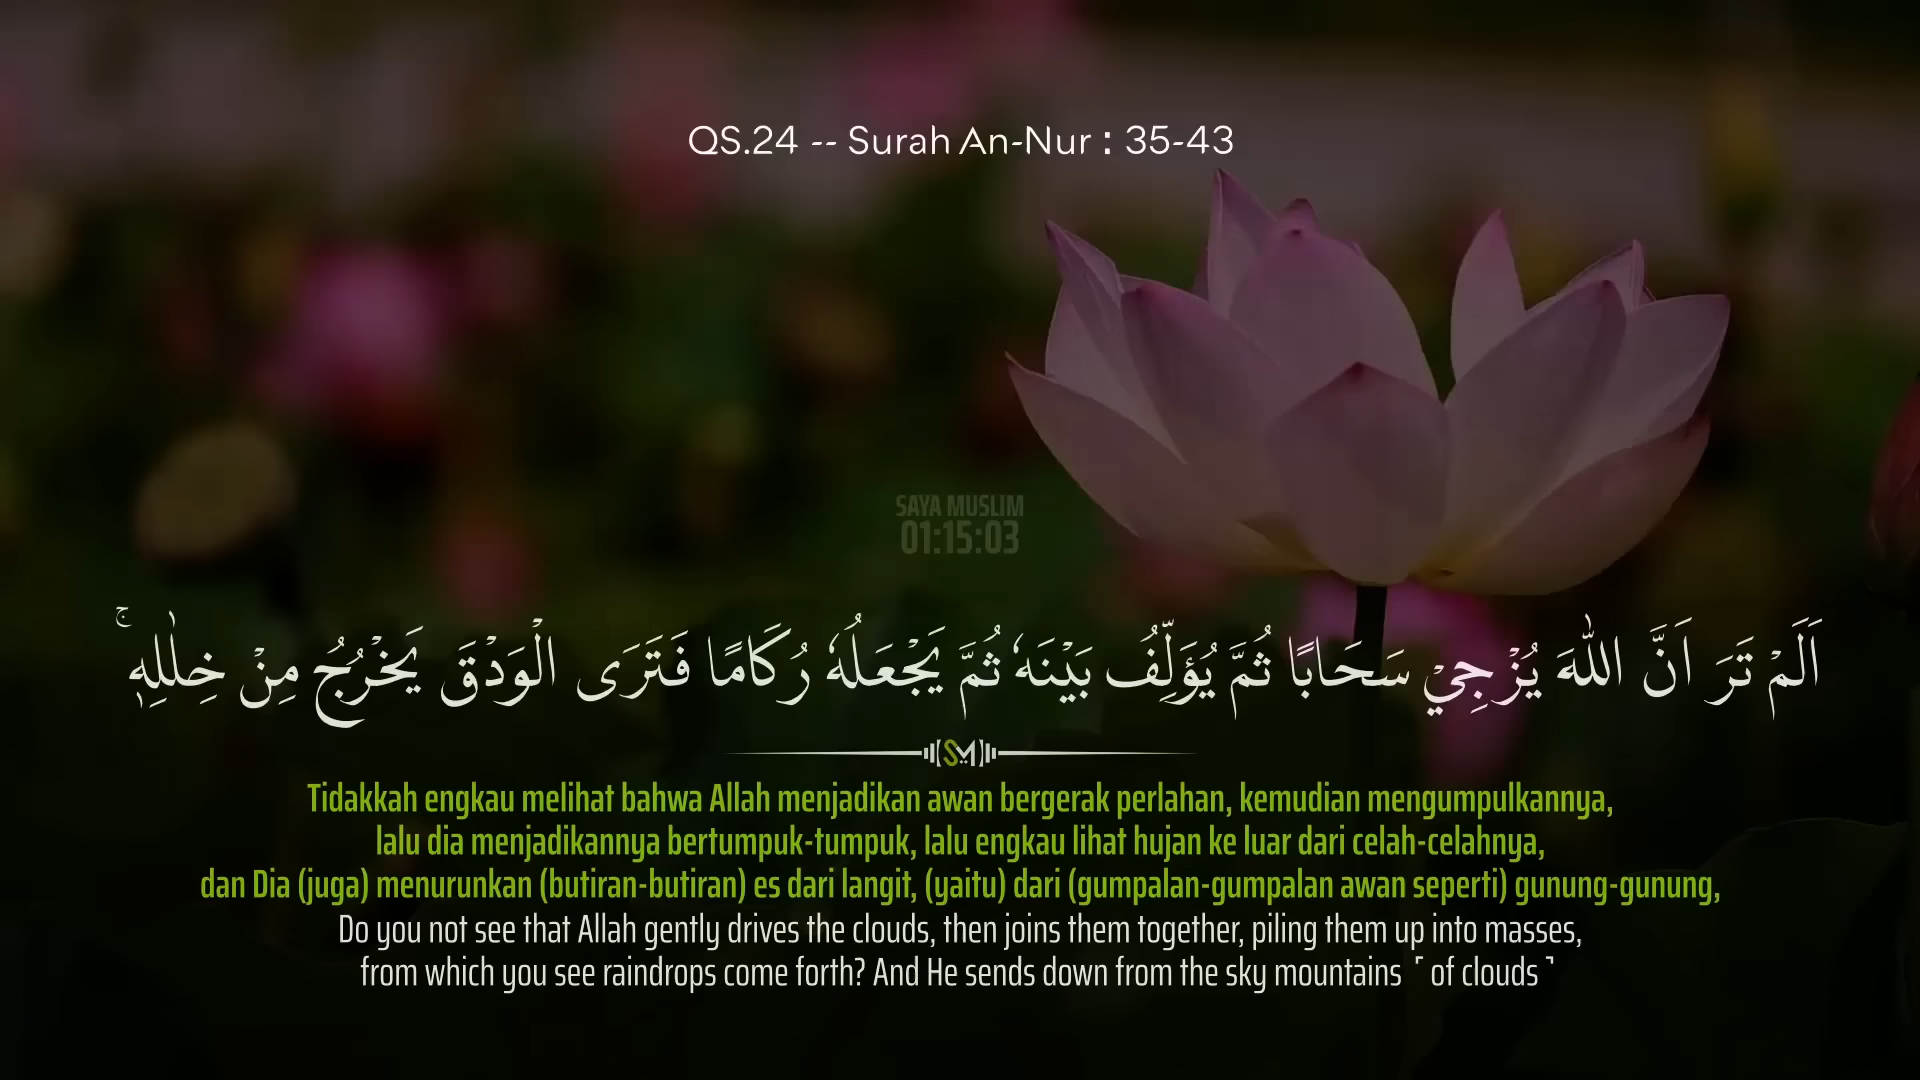 QS.24 -- Surah An-Nur : 35-43
SAYA MUSLIM
01:15:03
اَلَمْ تَرَ اَنَّ اللّٰهَ يُزْجِيْ سَحَابًا ثُمَّ يُؤَلِّفُ بَيْنَهٗ ثُمَّ يَجْعَلُهٗ رُكَامًا فَتَرَى الْوَدْقَ يَخْرُجُ مِنْ خِلٰلِهٖۚ
SM
Tidakkah engkau melihat bahwa Allah menjadikan awan bergerak perlahan, kemudian mengumpulkannya,
lalu dia menjadikannya bertumpuk-tumpuk, lalu engkau lihat hujan ke luar dari celah-celahnya,
dan Dia (juga) menurunkan (butiran-butiran) es dari langit, (yaitu) dari (gumpalan-gumpalan awan seperti) gunung-gunung,
Do you not see that Allah gently drives the clouds, then joins them together, piling them up into masses,
from which you see raindrops come forth? And He sends down from the sky mountains ˹of clouds˺